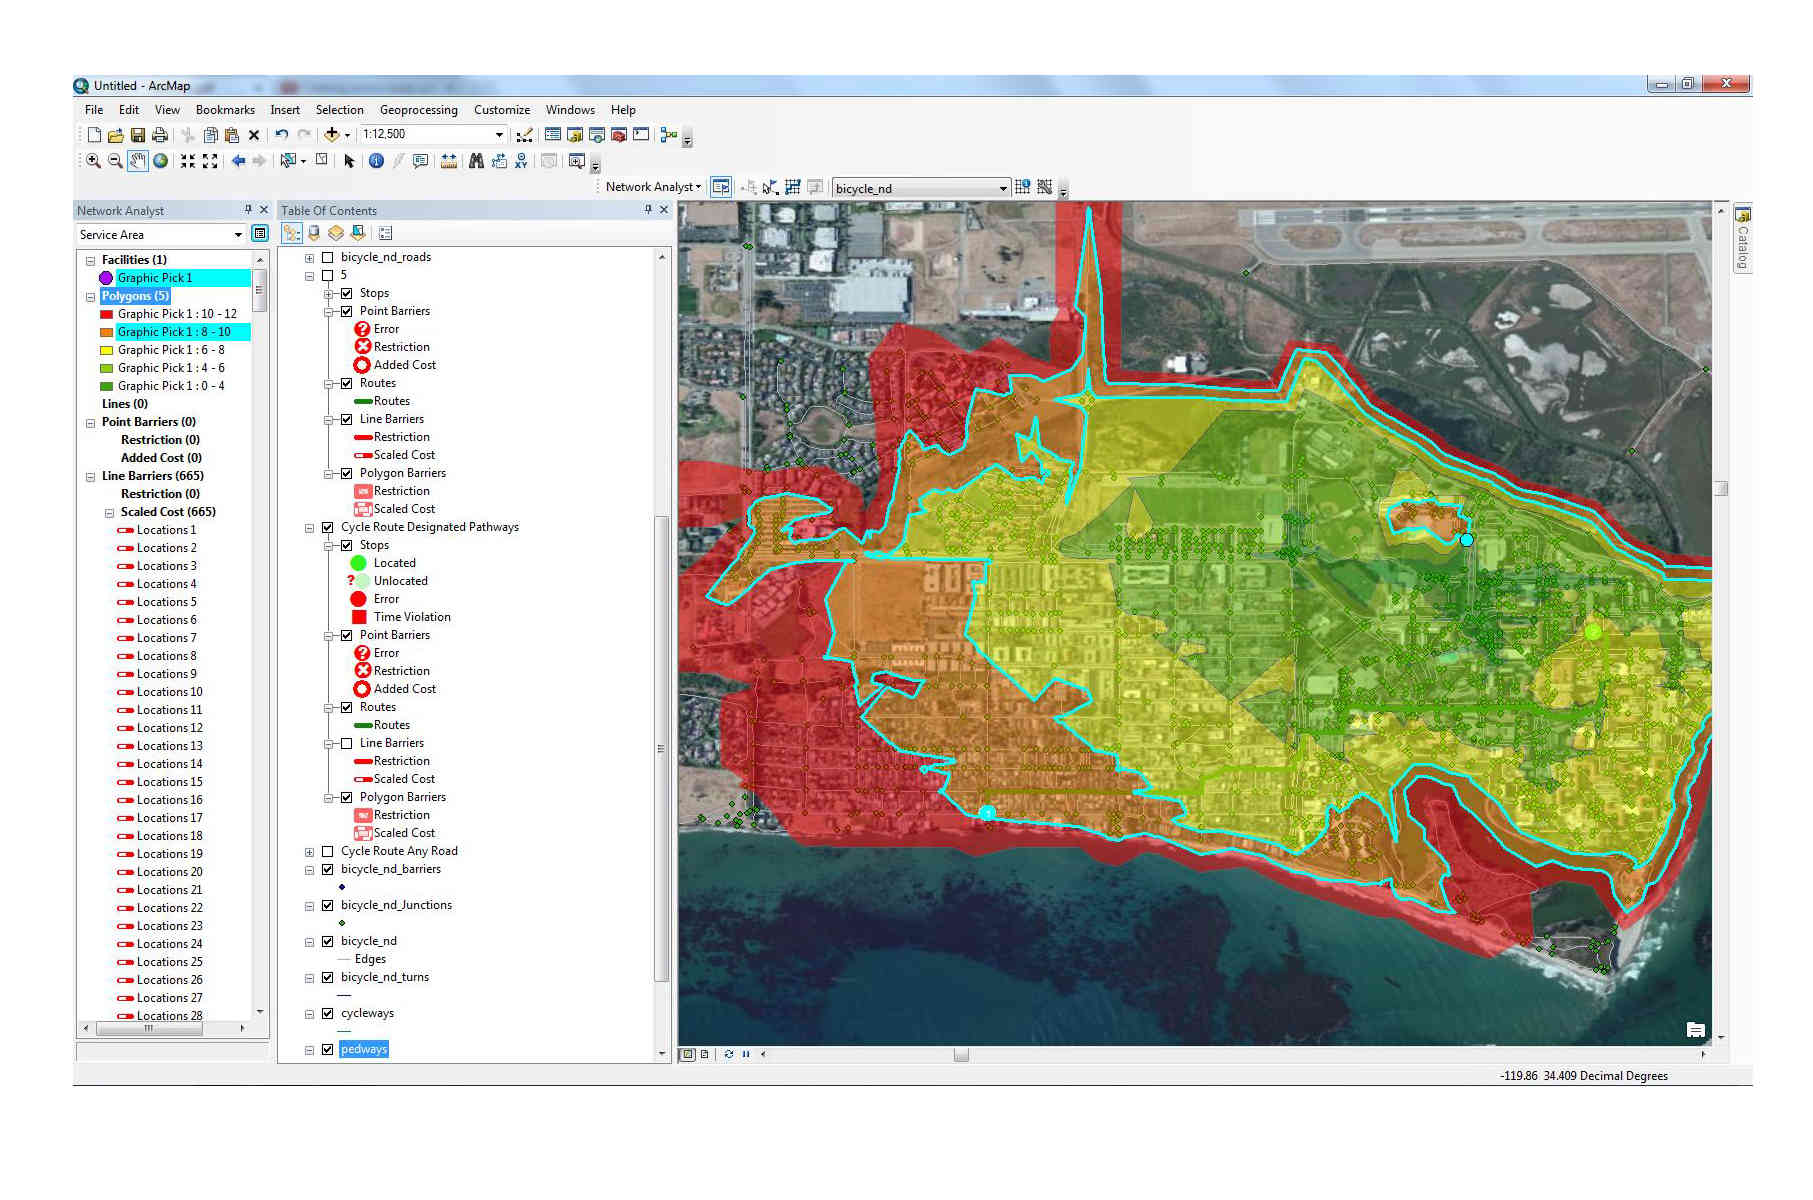 Untitled - ArcMap
File Edit View Bookmarks Insert Selection Geoprocessing Customize Windows Help
1:12,500
Network Analyst
bicycle_nd
Network Analyst
Service Area
Facilities (1)
Graphic Pick 1
Polygons (5)
Graphic Pick 1 : 10 - 12
Graphic Pick 1 : 8 - 10
Graphic Pick 1 : 6 - 8
Graphic Pick 1 : 4 - 6
Graphic Pick 1 : 0 - 4
Lines (0)
Point Barriers (0)
Restriction (0)
Added Cost (0)
Line Barriers (665)
Restriction (0)
Scaled Cost (665)
Locations 1
Locations 2
Locations 3
Locations 4
Locations 5
Locations 6
Locations 7
Locations 8
Locations 9
Locations 10
Locations 11
Locations 12
Locations 13
Locations 14
Locations 15
Locations 16
Locations 17
Locations 18
Locations 19
Locations 20
Locations 21
Locations 22
Locations 23
Locations 24
Locations 25
Locations 26
Locations 27
Locations 28
Table Of Contents
bicycle_nd_roads
5
Stops
Point Barriers
Error
Restriction
Added Cost
Routes
Routes
Line Barriers
Restriction
Scaled Cost
Polygon Barriers
Restriction
Scaled Cost
Cycle Route Designated Pathways
Stops
Located
Unlocated
Error
Time Violation
Point Barriers
Error
Restriction
Added Cost
Routes
Routes
Line Barriers
Restriction
Scaled Cost
Polygon Barriers
Restriction
Scaled Cost
Cycle Route Any Road
bicycle_nd_barriers
bicycle_nd_Junctions
bicycle_nd
Edges
bicycle_nd_turns
cycleways
pedways
Catalog
1
-119.86 34.409 Decimal Degrees